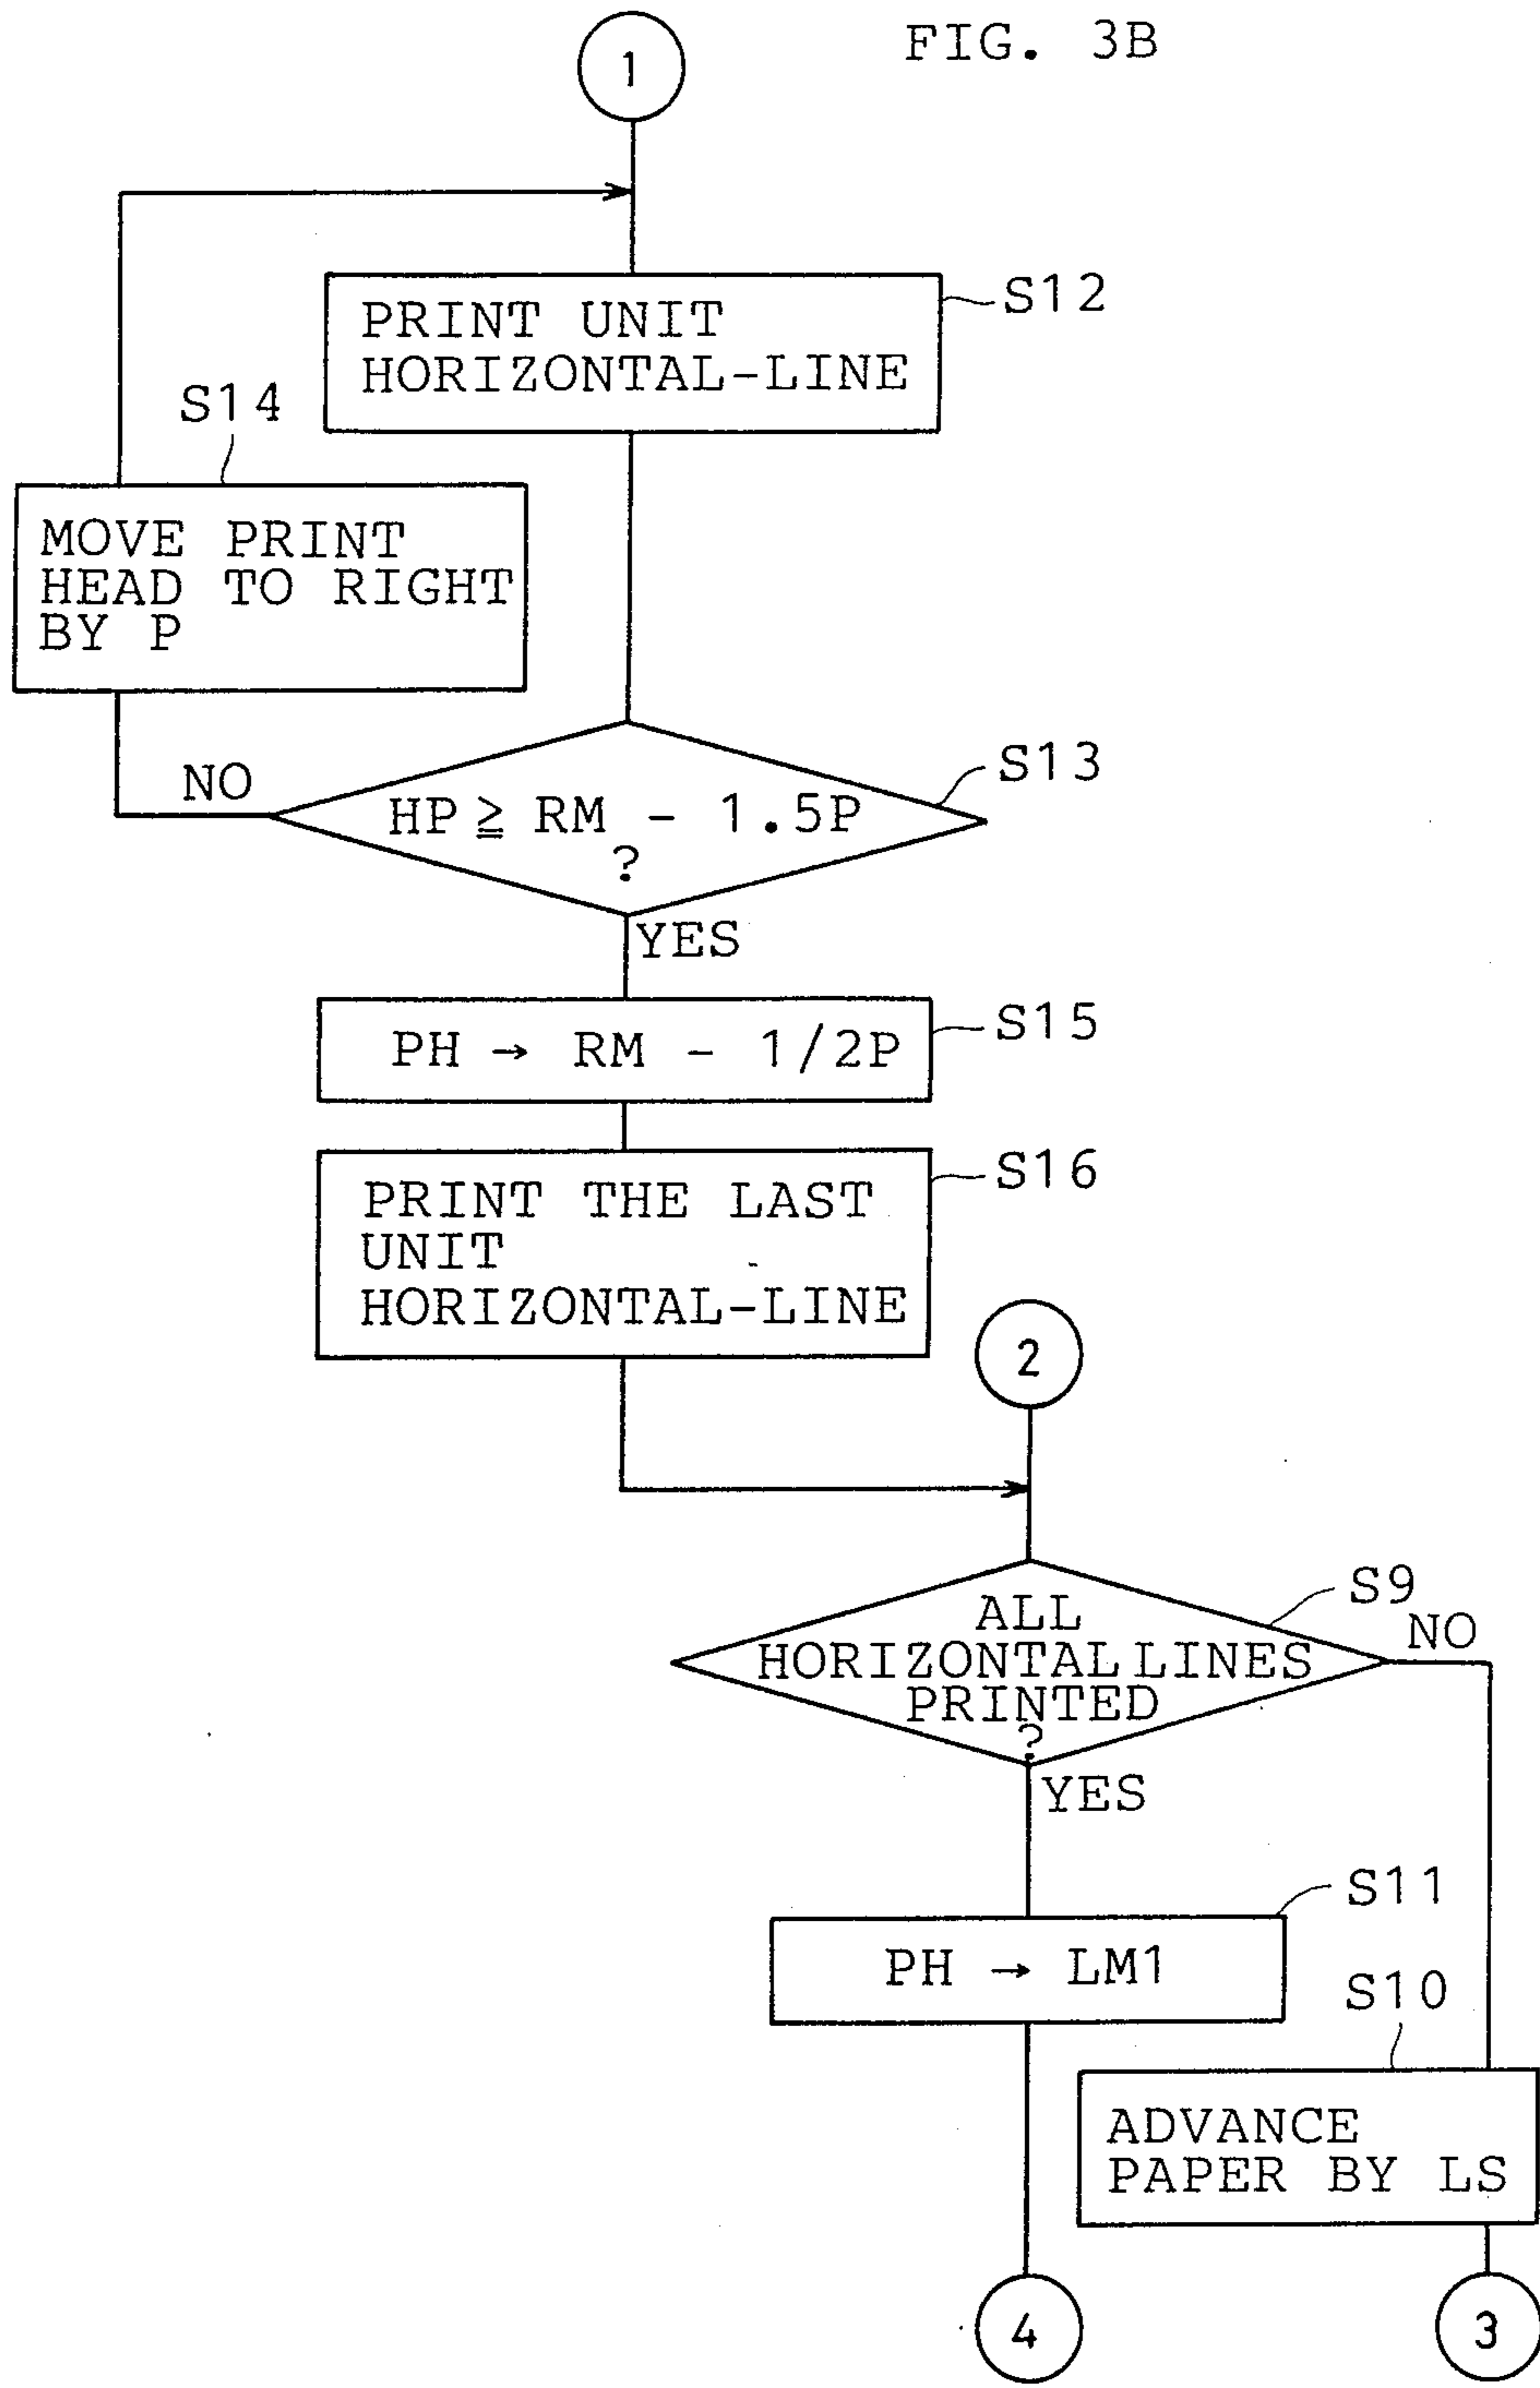 FIG. 3B
1
S12
PRINT UNIT
HORIZONTAL-LINE
S14
MOVE PRINT
HEAD TO RIGHT
BY P
S13
NO
HP ≧ RM - 1.5P
?
YES
S15
PH → RM - 1/2P
S16
PRINT THE LAST
UNIT
HORIZONTAL-LINE
2
S9
ALL
HORIZONTAL LINES
PRINTED
?
NO
YES
S11
PH → LM1
S10
ADVANCE
PAPER BY LS
4
3